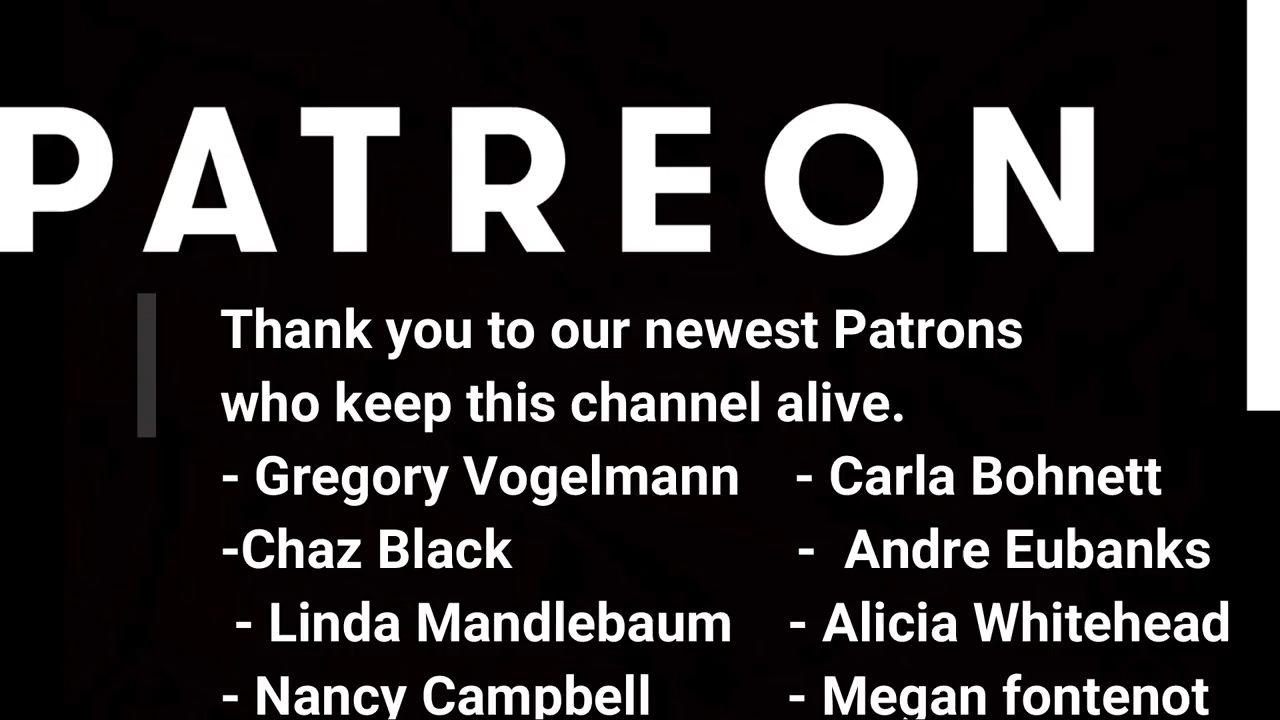 PATREON
Thank you to our newest Patrons
who keep this channel alive.
- Gregory Vogelmann - Carla Bohnett
-Chaz Black - Andre Eubanks
- Linda Mandlebaum - Alicia Whitehead
- Nancy Campbell - Megan fontenot